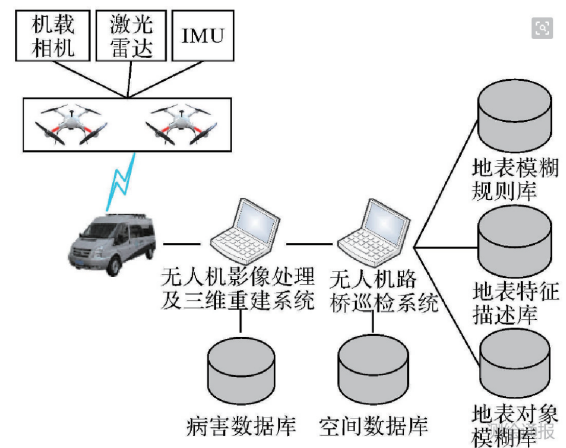 机载
相机
激光
雷达
IMU
地表模糊
规则库
无人机影像处理
及三维重建系统
无人机路
桥巡检系统
地表特征
描述库
病害数据库
空间数据库
地表对象
模糊库